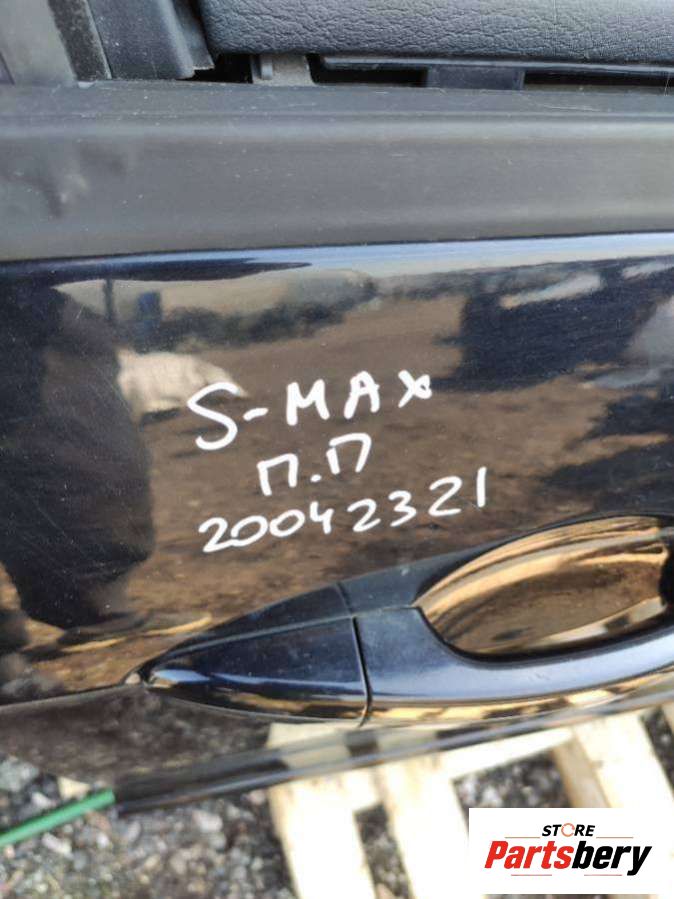 S-MAX
П.П
20042321
STORE
Partsbery